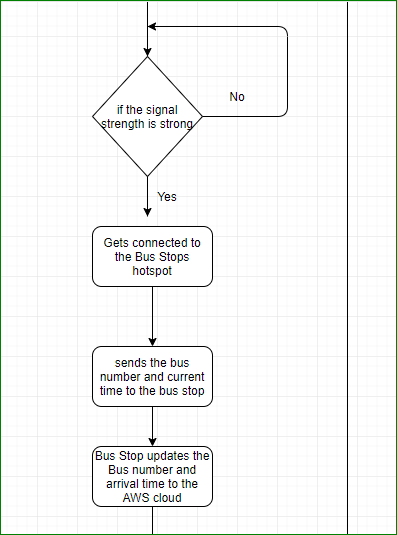 if the signal
strength is strong
No
Yes
Gets connected to
the Bus Stops
hotspot
sends the bus
number and current
time to the bus stop
Bus Stop updates the
Bus number and
arrival time to the
AWS cloud